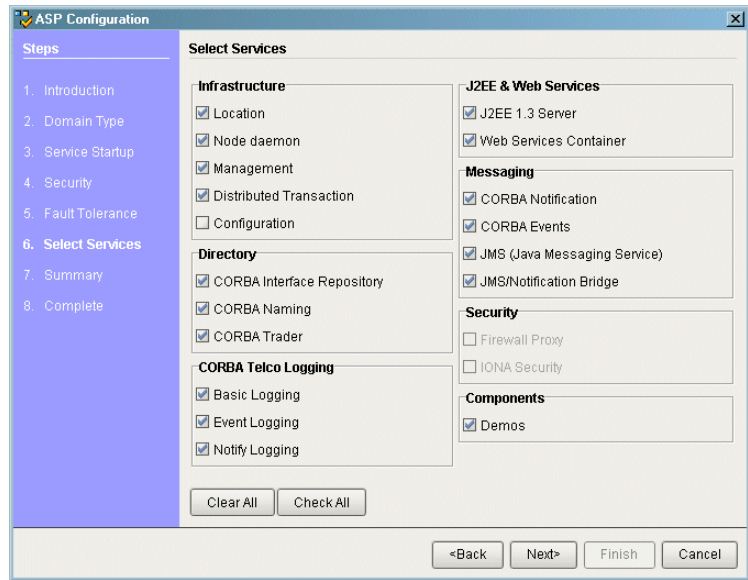 ASP Configuration
Steps
1. Introduction
2. Domain Type
3. Service Startup
4. Security
5. Fault Tolerance
6. Select Services
7. Summary
8. Complete
Select Services
Infrastructure
Location
Node daemon
Management
Distributed Transaction
Configuration
Directory
CORBA Interface Repository
CORBA Naming
CORBA Trader
CORBA Telco Logging
Basic Logging
Event Logging
Notify Logging
J2EE & Web Services
J2EE 1.3 Server
Web Services Container
Messaging
CORBA Notification
CORBA Events
JMS (Java Messaging Service)
JMS/Notification Bridge
Security
Firewall Proxy
IONA Security
Components
Demos
Clear All
Check All
<Back
Next>
Finish
Cancel